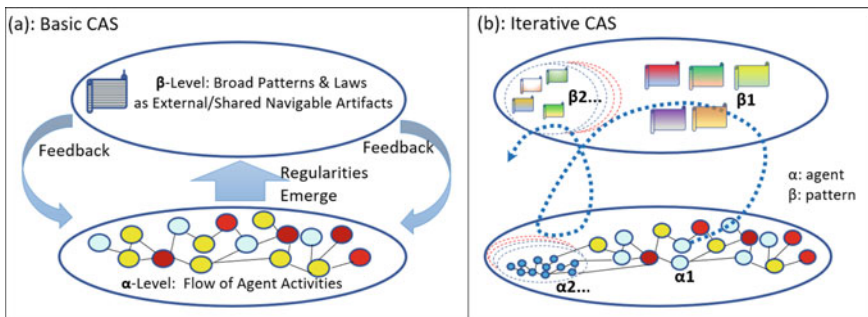 (a): Basic CAS
β-Level: Broad Patterns & Laws
as External/Shared Navigable Artifacts
Feedback
Feedback
Regularities
Emerge
α-Level: Flow of Agent Activities
(b): Iterative CAS
β2...
β1
α: agent
β: pattern
α1
α2...